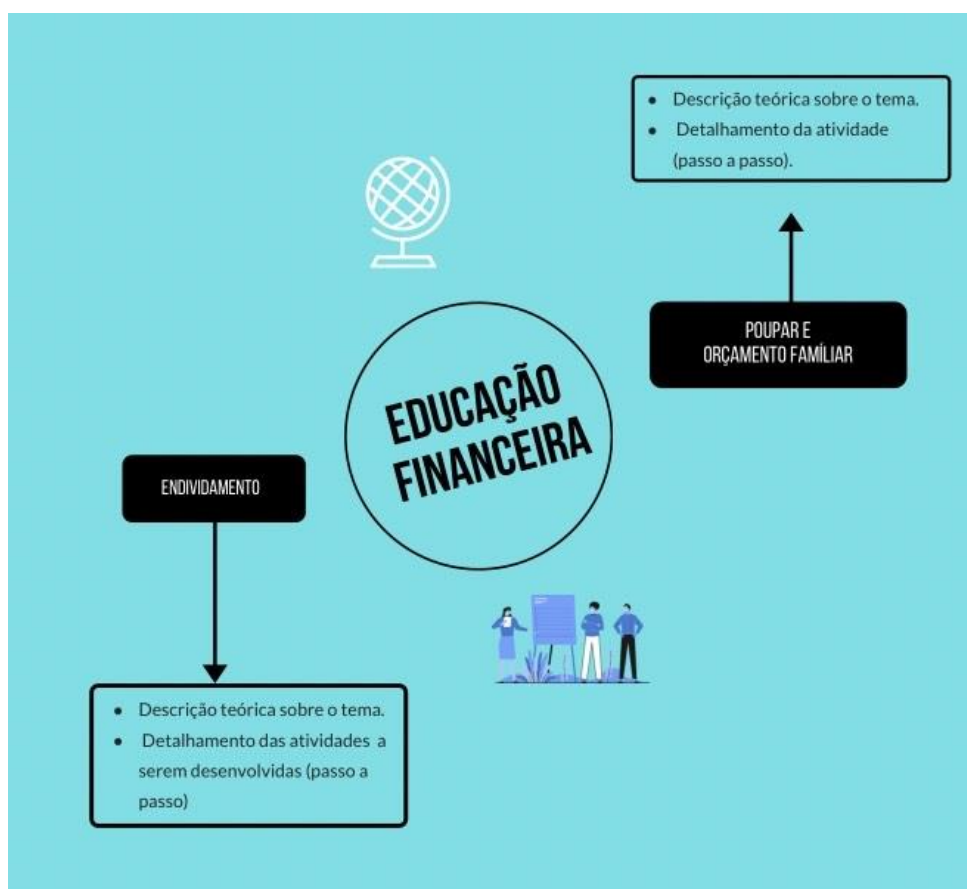 • Descrição teórica sobre o tema.
• Detalhamento da atividade
(passo a passo).
POUPAR E
ORÇAMENTO FAMÍLIAR
EDUCAÇÃO
FINANCEIRA
ENDIVIDAMENTO
• Descrição teórica sobre o tema.
• Detalhamento das atividades a
serem desenvolvidas (passo a
passo)